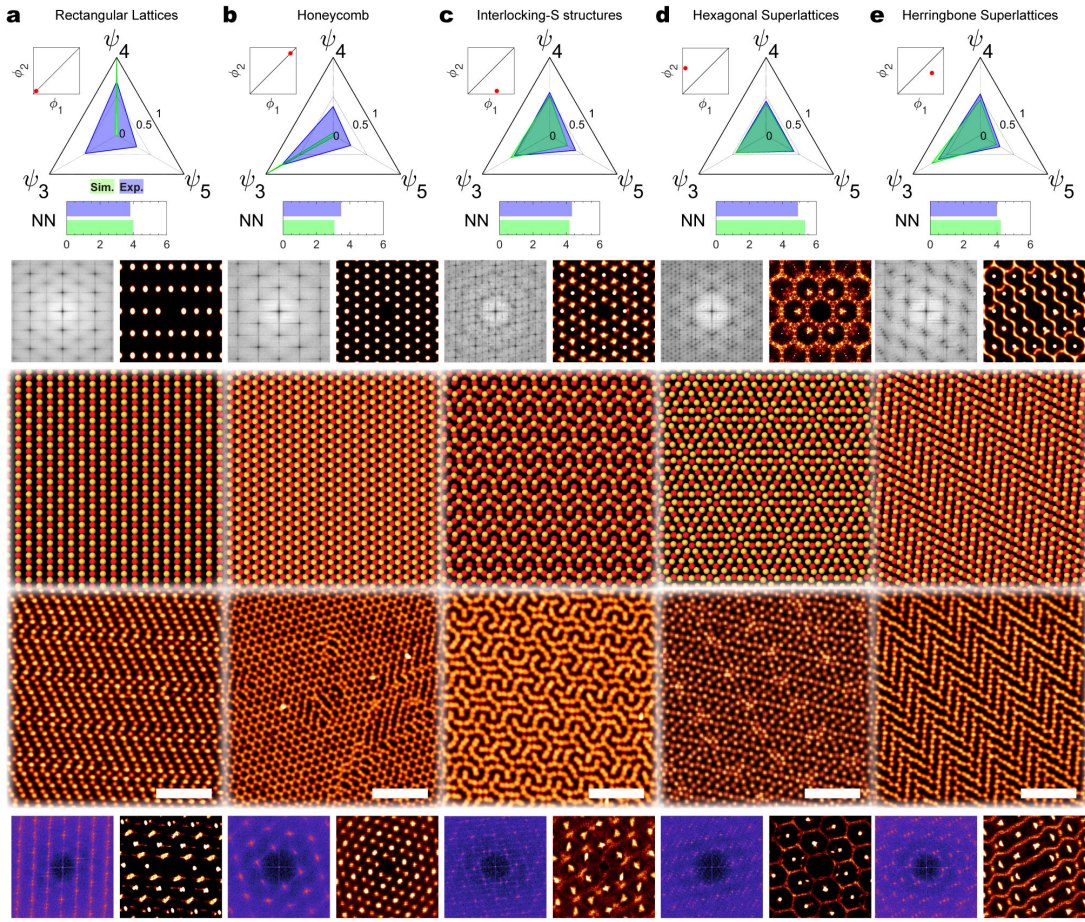 a Rectangular Lattices b Honeycomb c Interlocking-S structures d Hexagonal Superlattices e Herringbone Superlattices
ψ4 ψ4 ψ4 ψ4 ψ4
ϕ2 ϕ2 ϕ2 ϕ2 ϕ2
ϕ1 ϕ1 ϕ1 ϕ1 ϕ1
1 1 1 1 1
0.5 0.5 0.5 0.5 0.5
0 0 0 0 0
ψ3 ψ5 ψ3 ψ5 ψ3 ψ5 ψ3 ψ5 ψ3 ψ5
Sim. Exp.
NN NN NN NN NN
0 2 4 6 0 2 4 6 0 2 4 6 0 2 4 6 0 2 4 6